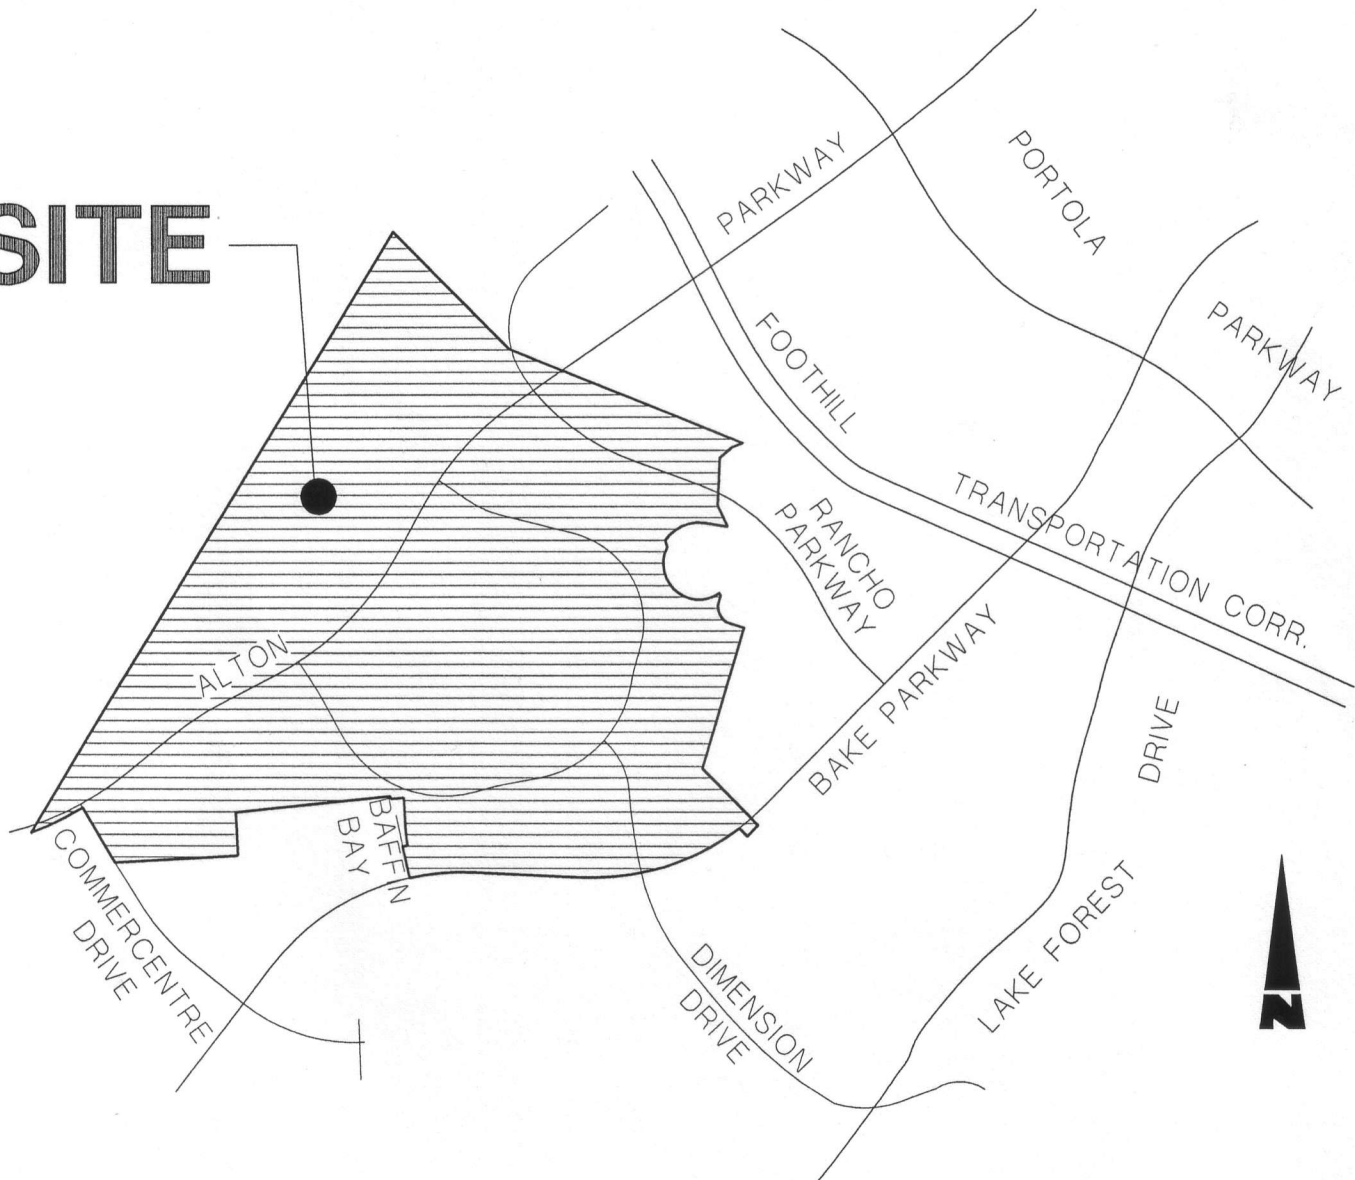 SITE
PARKWAY
PORTOLA
PARKWAY
FOOTHILL
TRANSPORTATION CORR.
RANCHO
PARKWAY
ALTON
BAKE PARKWAY
DRIVE
BAFFIN
BAY
COMMERCENTRE
DRIVE
DIMENSION
DRIVE
LAKE FOREST
N